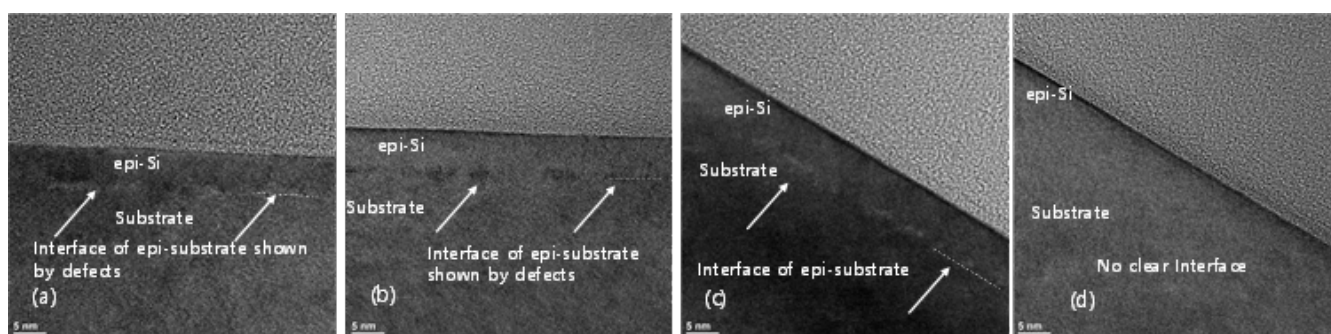 epi-Si
Substrate
Interface of epi-substrate shown
by defects
(a)
5 nm
epi-Si
Substrate
Interface of epi-substrate
shown by defects
(b)
5 nm
epi-Si
Substrate
Interface of epi-substrate
(c)
5 nm
epi-Si
Substrate
No clear Interface
(d)
5 nm